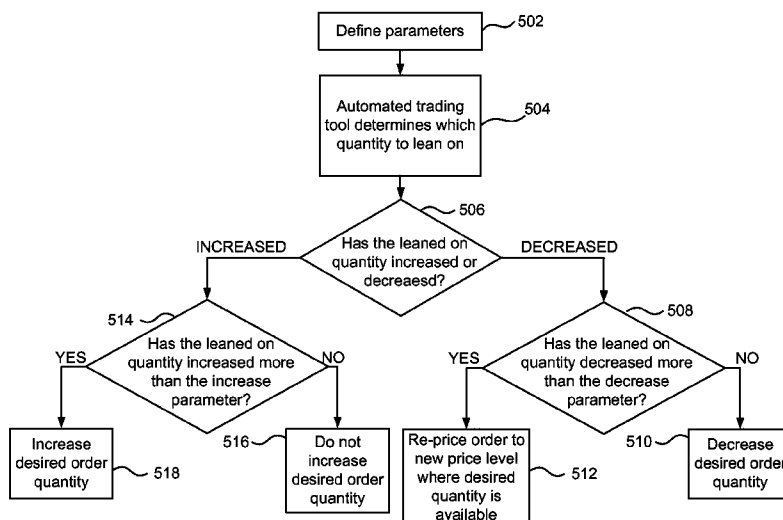 Define parameters
502
Automated trading
tool determines which
quantity to lean on
504
506
Has the leaned on
quantity increased or
decreaesd?
INCREASED
DECREASED
514
Has the leaned on
quantity increased more
than the increase
parameter?
YES
NO
508
Has the leaned on
quantity decreased more
than the decrease
parameter?
YES
NO
Increase
desired order
quantity
518
516
Do not
increase
desired order
quantity
Re-price order to
new price level
where desired
quantity is
available
512
510
Decrease
desired order
quantity